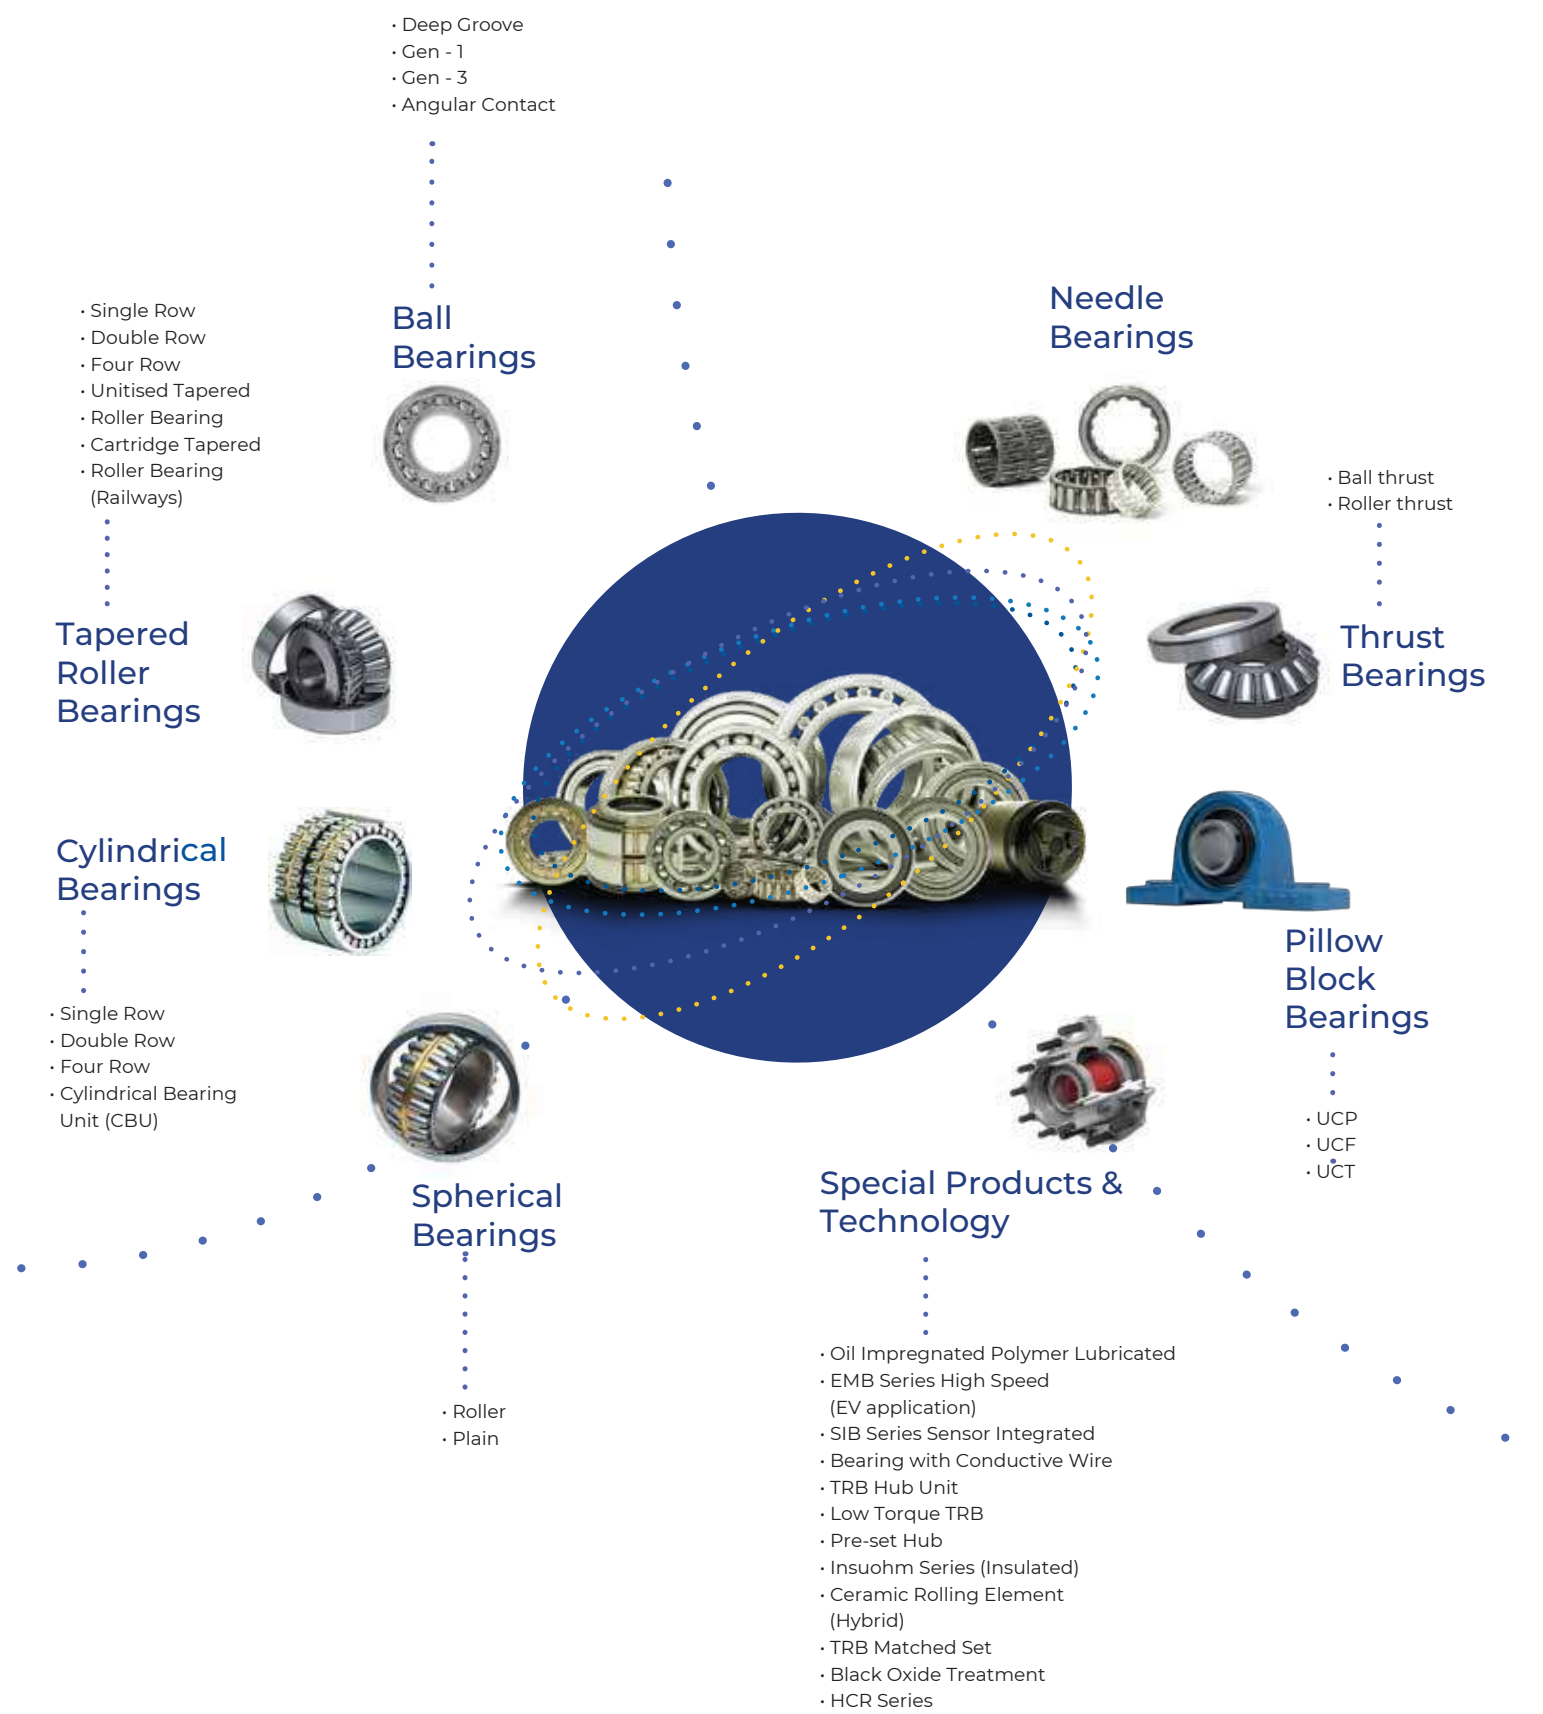 • Deep Groove
• Gen - 1
• Gen - 3
• Angular Contact
Ball
Bearings
Needle
Bearings
• Single Row
• Double Row
• Four Row
• Unitised Tapered
• Roller Bearing
• Cartridge Tapered
• Roller Bearing
(Railways)
Tapered
Roller
Bearings
• Ball thrust
• Roller thrust
Thrust
Bearings
Cylindrical
Bearings
• Single Row
• Double Row
• Four Row
• Cylindrical Bearing
Unit (CBU)
Pillow
Block
Bearings
• UCP
• UCF
• UCT
Spherical
Bearings
• Roller
• Plain
Special Products &
Technology
• Oil Impregnated Polymer Lubricated
• EMB Series High Speed
(EV application)
• SIB Series Sensor Integrated
• Bearing with Conductive Wire
• TRB Hub Unit
• Low Torque TRB
• Pre-set Hub
• Insuohm Series (Insulated)
• Ceramic Rolling Element
(Hybrid)
• TRB Matched Set
• Black Oxide Treatment
• HCR Series